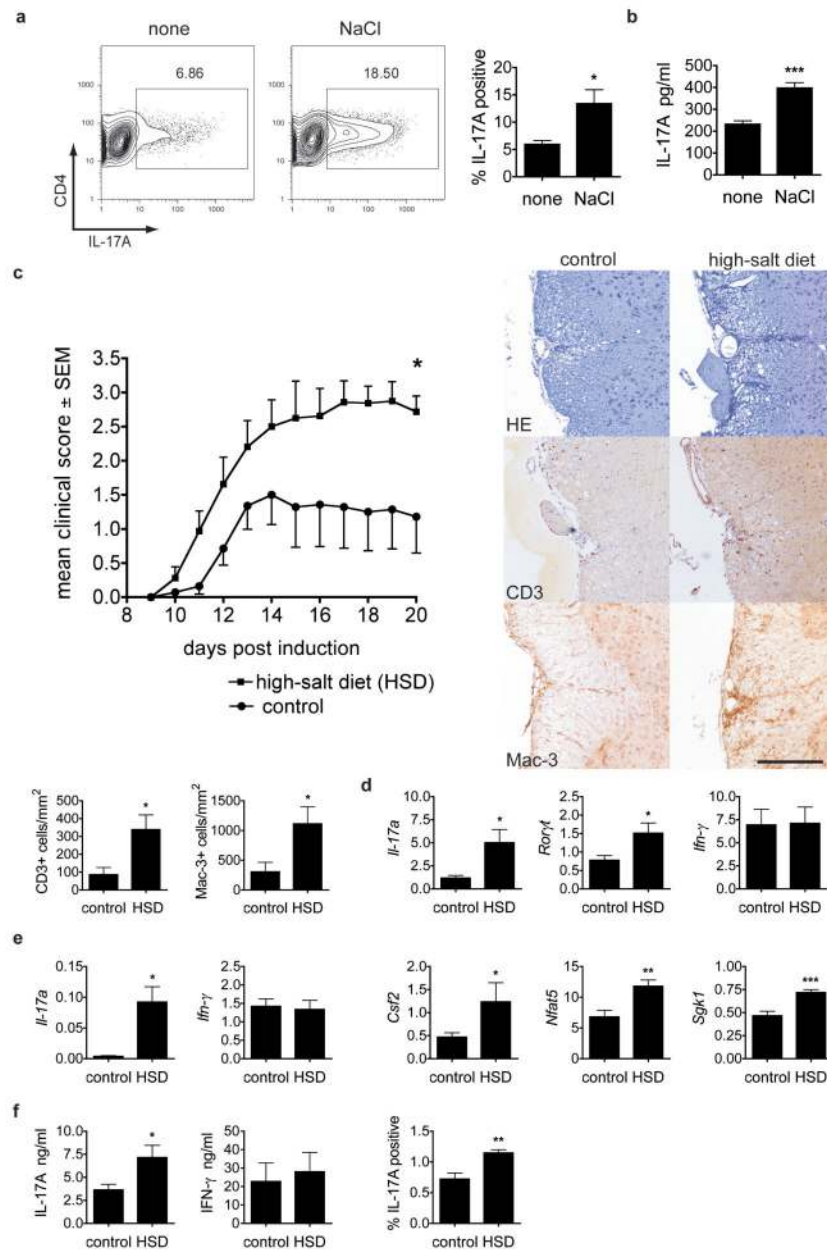 a
none
NaCl
b
6.86
18.50
1000
100
10
1
1 10 100 1000
1000
100
10
1
1 10 100 1000
CD4
IL-17A
% IL-17A positive
20
15
10
5
0
*
none NaCl
IL-17A pg/ml
500
400
300
200
100
0
***
none NaCl
c
mean clinical score ± SEM
3.5
3.0
2.5
2.0
1.5
1.0
0.5
0.0
*
8 10 12 14 16 18 20
days post induction
high-salt diet (HSD)
control
control
high-salt diet
HE
CD3
Mac-3
CD3+ cells/mm²
500
400
300
200
100
0
*
control HSD
Mac-3+ cells/mm²
1500
1000
500
0
*
control HSD
d
Il-17a
7.5
5.0
2.5
0.0
*
control HSD
Rorγt
2.5
2.0
1.5
1.0
0.5
0.0
*
control HSD
Ifn-γ
10.0
7.5
5.0
2.5
0.0
control HSD
e
Il-17a
0.15
0.10
0.05
0.00
*
control HSD
Ifn-γ
2.5
2.0
1.5
1.0
0.5
0.0
control HSD
Csf2
2.0
1.5
1.0
0.5
0.0
*
control HSD
Nfat5
15
10
5
0
**
control HSD
Sgk1
1.00
0.75
0.50
0.25
0.00
***
control HSD
f
IL-17A ng/ml
10.0
7.5
5.0
2.5
0.0
*
control HSD
IFN-γ ng/ml
50
40
30
20
10
0
control HSD
% IL-17A positive
1.5
1.0
0.5
0.0
**
control HSD